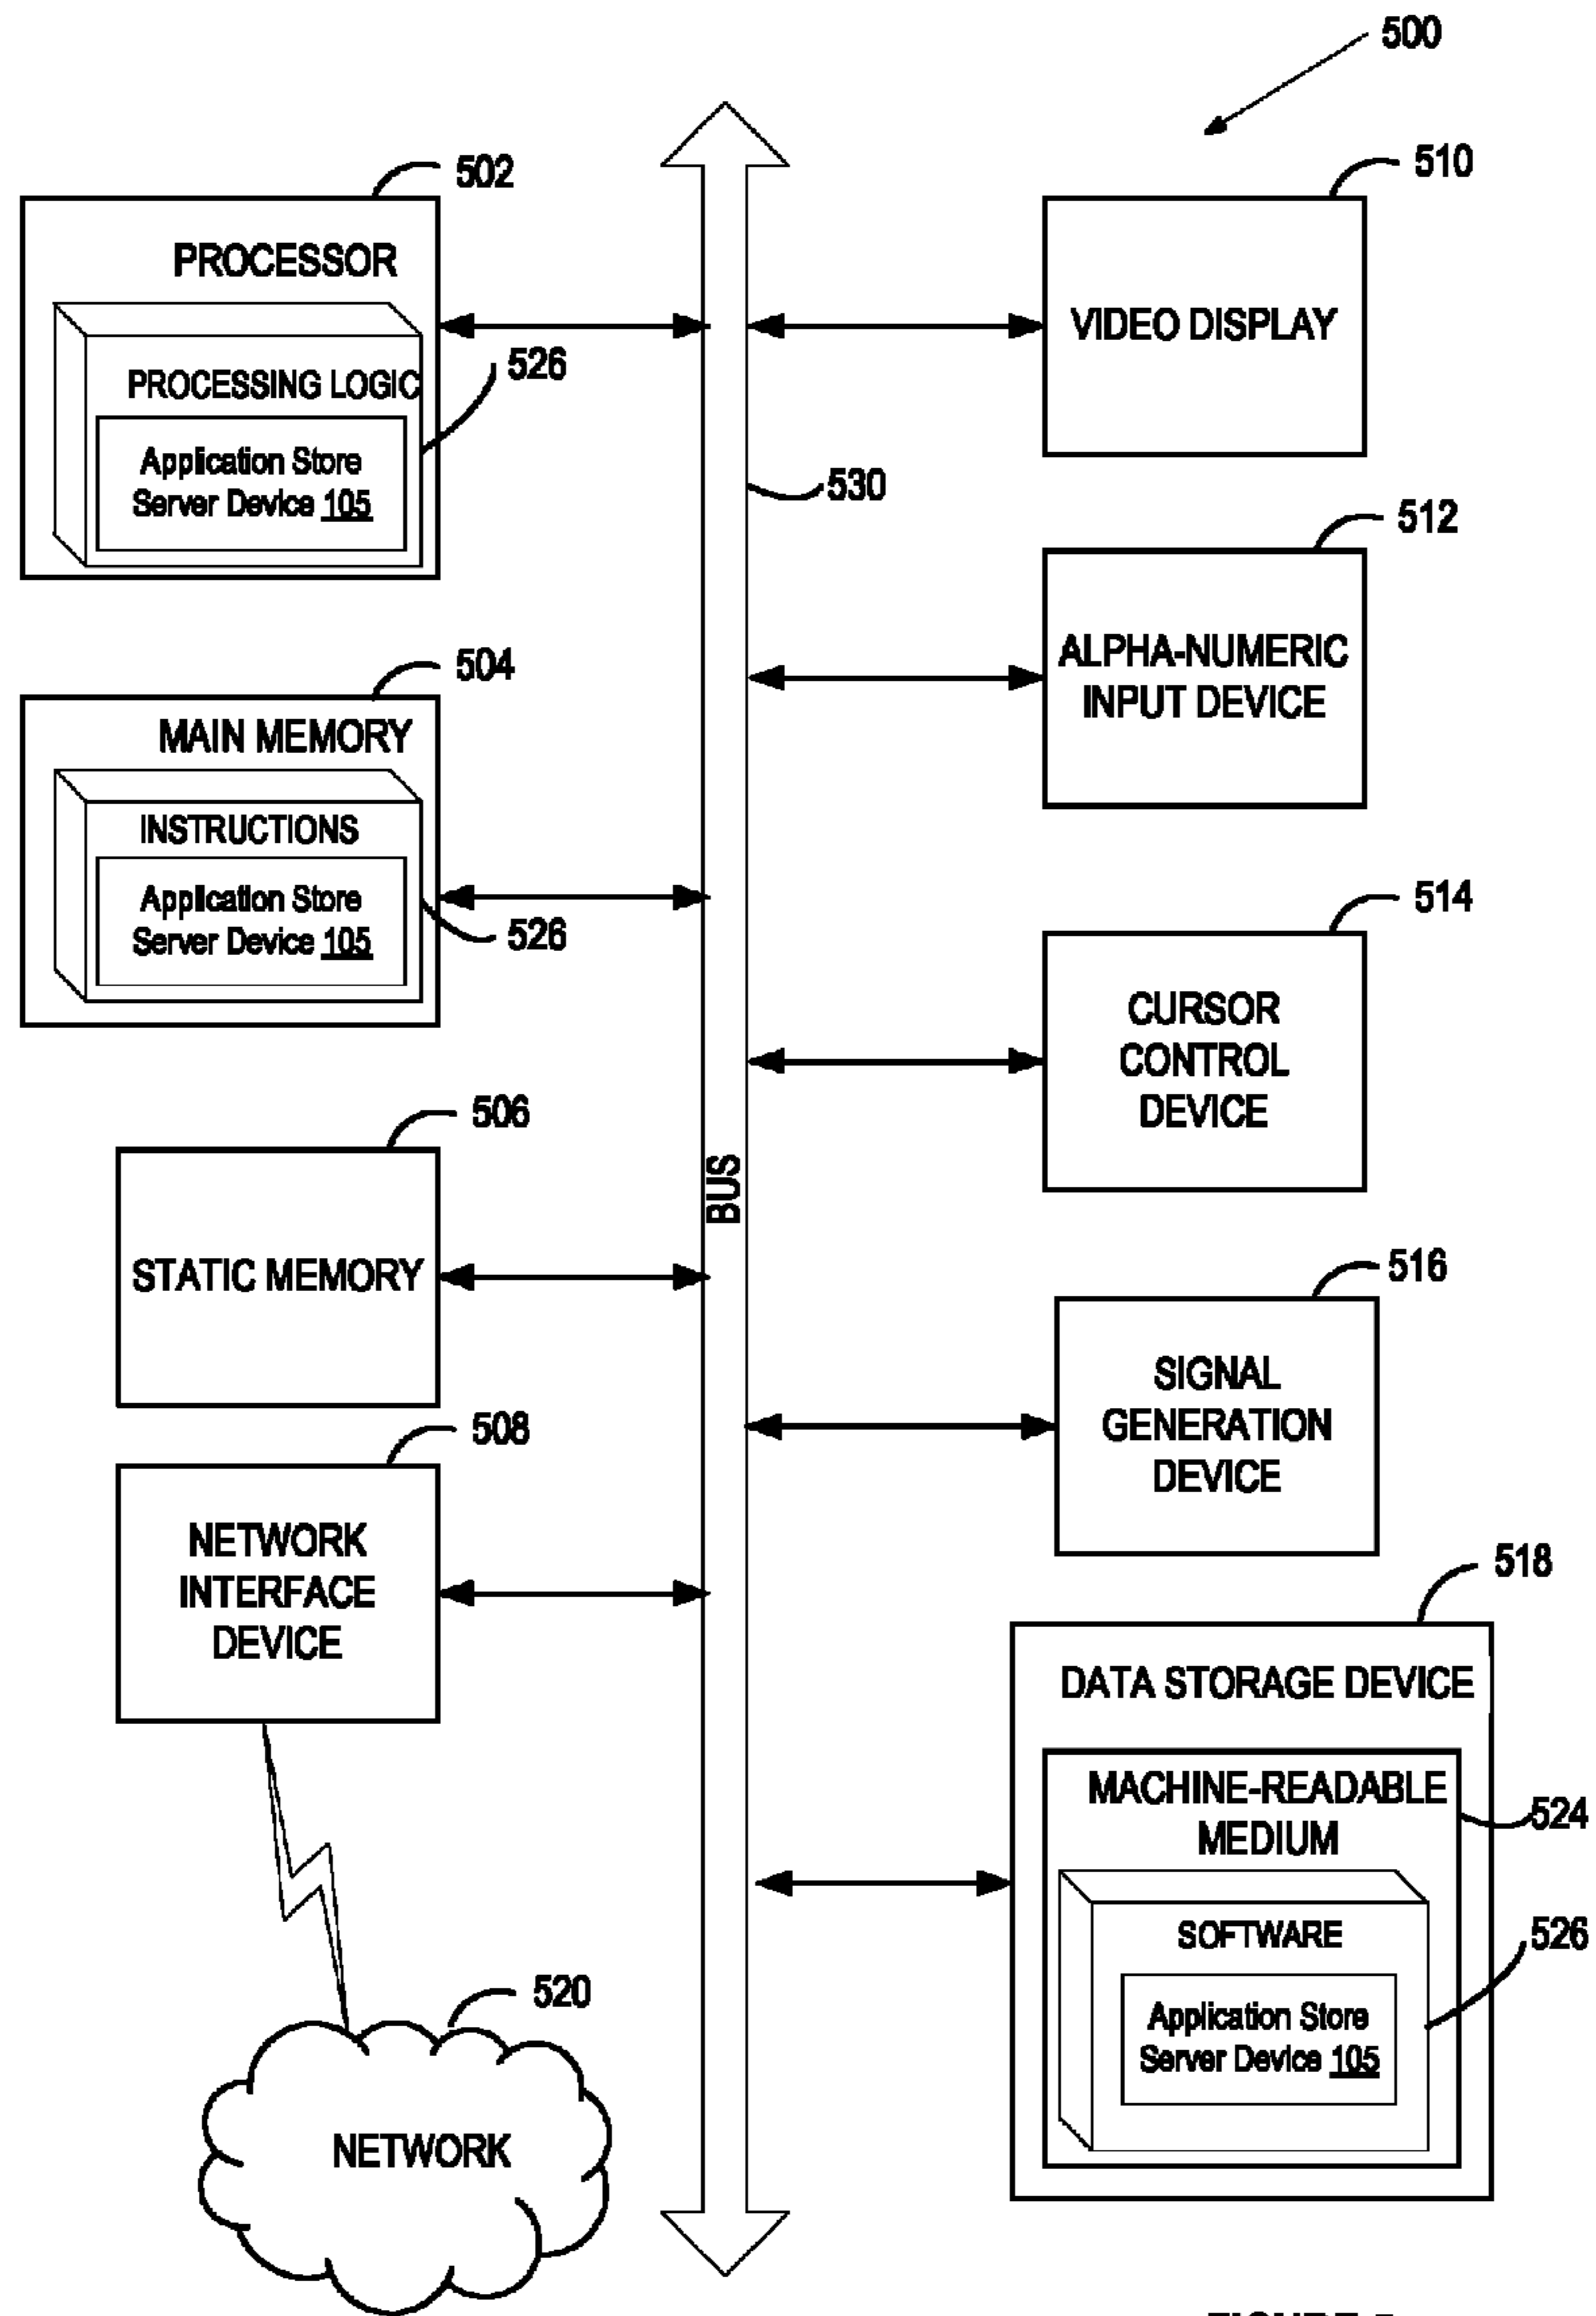 500
502
PROCESSOR
PROCESSING LOGIC
526
Application Store
Server Device 105
504
MAIN MEMORY
INSTRUCTIONS
Application Store
Server Device 105
526
506
STATIC MEMORY
508
NETWORK
INTERFACE
DEVICE
520
NETWORK
BUS
530
510
VIDEO DISPLAY
512
ALPHA-NUMERIC
INPUT DEVICE
514
CURSOR
CONTROL
DEVICE
516
SIGNAL
GENERATION
DEVICE
518
DATA STORAGE DEVICE
MACHINE-READABLE
MEDIUM
524
SOFTWARE
526
Application Store
Server Device 105